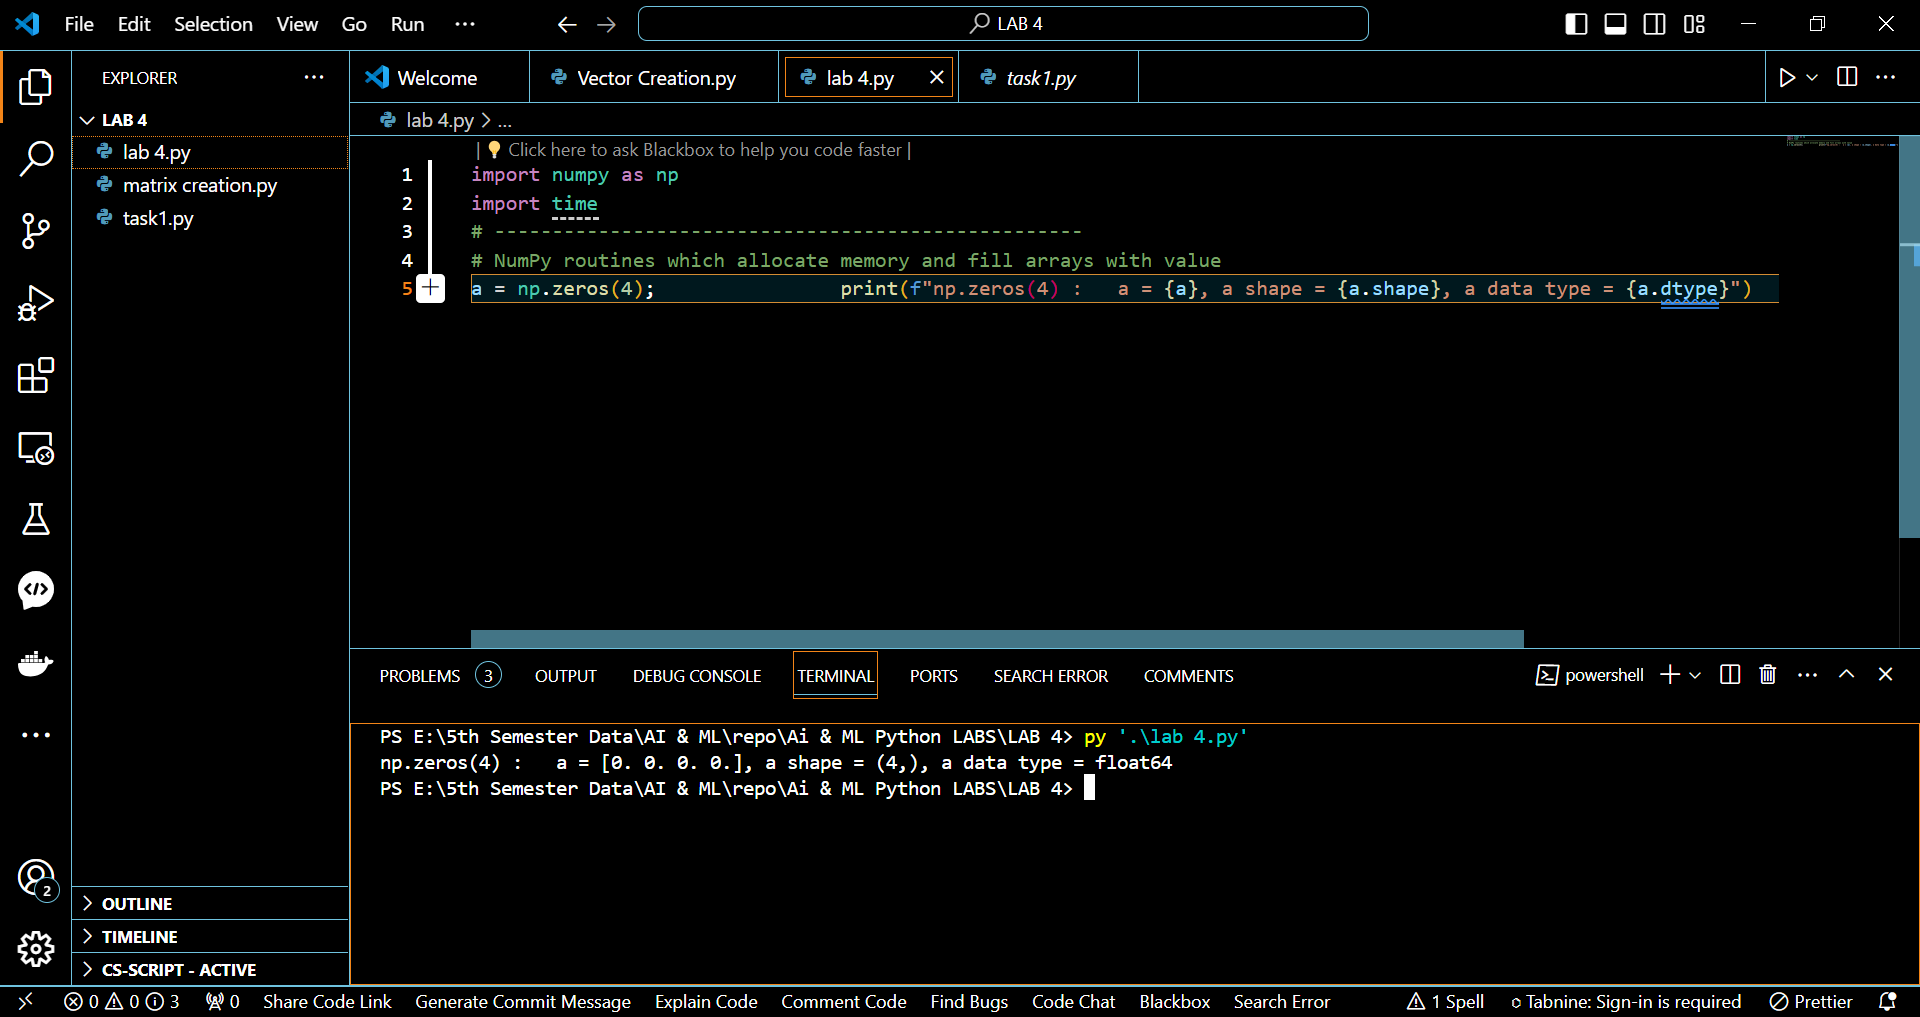 File Edit Selection View Go Run ··· LAB 4
EXPLORER ···
LAB 4
lab 4.py
matrix creation.py
task1.py
OUTLINE
TIMELINE
CS-SCRIPT - ACTIVE
2
Welcome Vector Creation.py lab 4.py task1.py
lab 4.py > ...
| Click here to ask Blackbox to help you code faster |
1 import numpy as np
2 import time
3 # ---------------------------------------------------
4 # NumPy routines which allocate memory and fill arrays with value
5 a = np.zeros(4);                print(f"np.zeros(4) :   a = {a}, a shape = {a.shape}, a data type = {a.dtype}")
PROBLEMS 3 OUTPUT DEBUG CONSOLE TERMINAL PORTS SEARCH ERROR COMMENTS powershell
PS E:\5th Semester Data\AI & ML\repo\Ai & ML Python LABS\LAB 4> py '.\lab 4.py'
np.zeros(4) :   a = [0. 0. 0. 0.], a shape = (4,), a data type = float64
PS E:\5th Semester Data\AI & ML\repo\Ai & ML Python LABS\LAB 4>
0 0 3 0 Share Code Link Generate Commit Message Explain Code Comment Code Find Bugs Code Chat Blackbox Search Error 1 Spell Tabnine: Sign-in is required Prettier